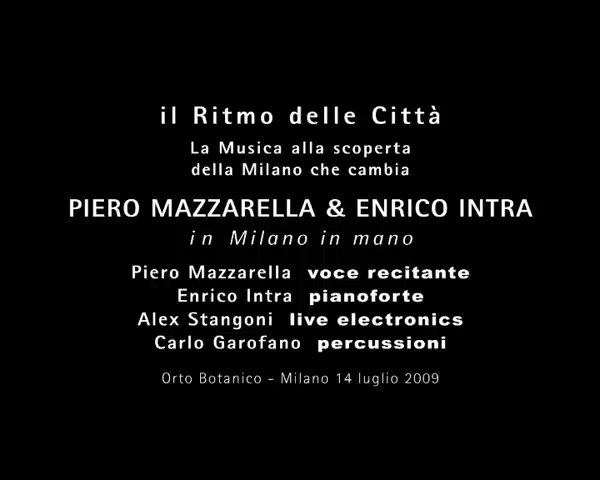 il Ritmo delle Città
La Musica alla scoperta
della Milano che cambia
PIERO MAZZARELLA & ENRICO INTRA
in Milano in mano
Piero Mazzarella voce recitante
Enrico Intra pianoforte
Alex Stangoni live electronics
Carlo Garofano percussioni
Orto Botanico - Milano 14 luglio 2009